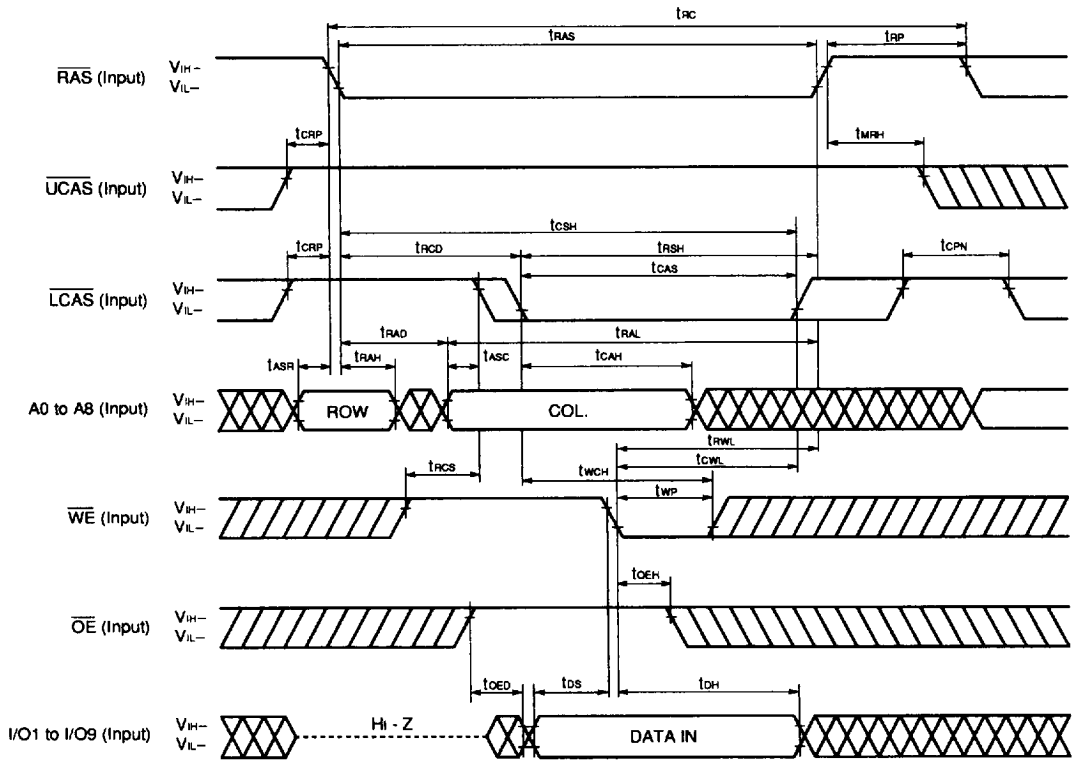 tRC
tRAS
tRP
RAS (Input)
VIH–
VIL–
tCRP
tMRH
UCAS (Input)
VIH–
VIL–
tCSH
tCRP
tRCD
tRSH
tCPN
tCAS
LCAS (Input)
VIH–
VIL–
tRAD
tRAL
tASR
tRAH
tASC
tCAH
A0 to A8 (Input)
VIH–
VIL–
ROW
COL.
tRWL
tCWL
tRCS
tWCH
tWP
WE (Input)
VIH–
VIL–
tOEH
OE (Input)
VIH–
VIL–
tOED
tDS
tDH
I/O1 to I/O9 (Input)
VIH–
VIL–
Hi - Z
DATA IN